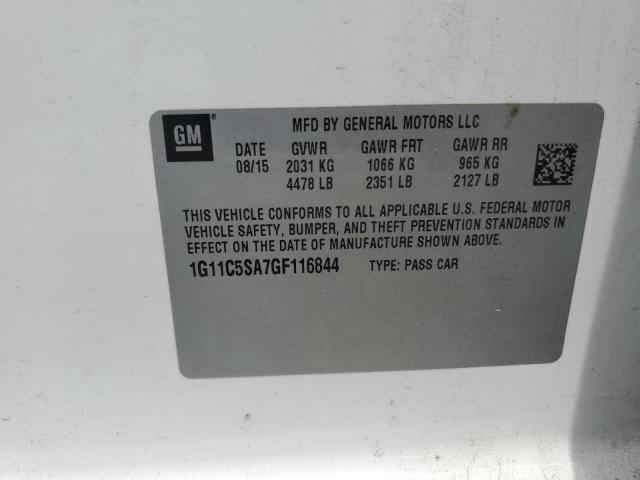 GM
MFD BY GENERAL MOTORS LLC
DATE GVWR GAWR FRT GAWR RR
08/15 2031 KG 1066 KG 965 KG
4478 LB 2351 LB 2127 LB
THIS VEHICLE CONFORMS TO ALL APPLICABLE U.S. FEDERAL MOTOR
VEHICLE SAFETY, BUMPER, AND THEFT PREVENTION STANDARDS IN
EFFECT ON THE DATE OF MANUFACTURE SHOWN ABOVE.
1G11C5SA7GF116844 TYPE: PASS CAR